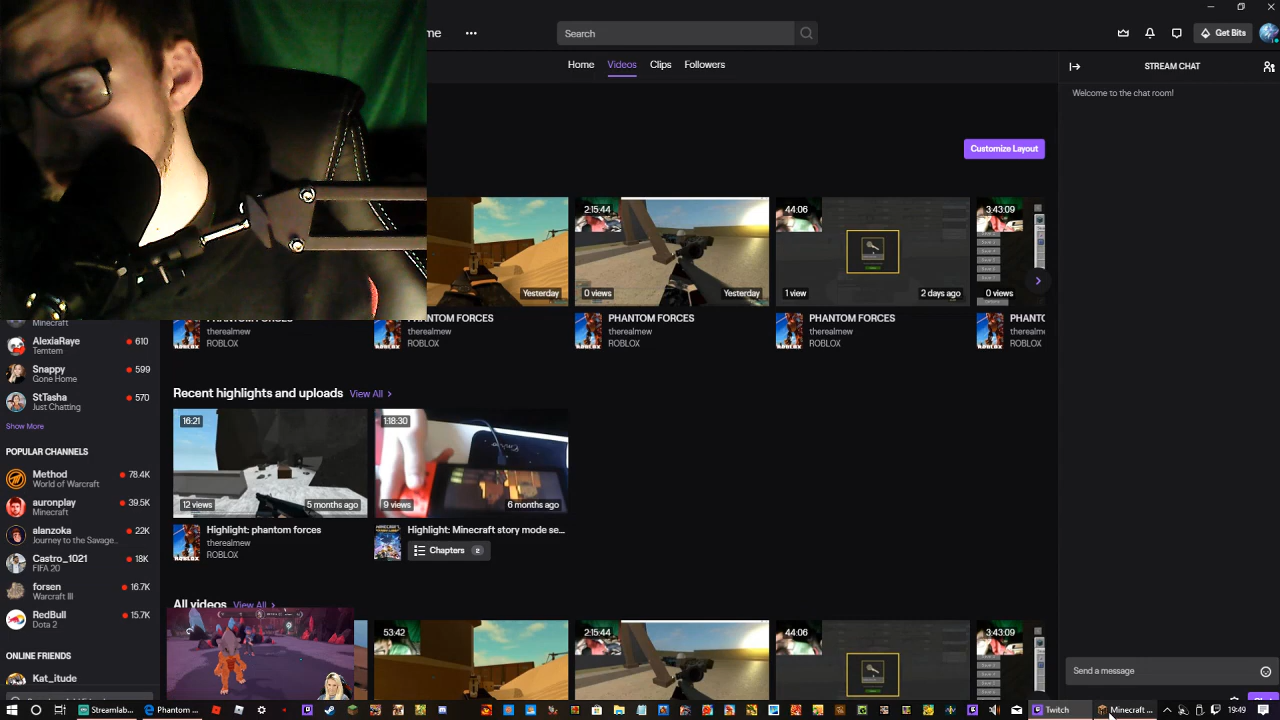 me
•••
Search
Get Bits
Home Videos Clips Followers
STREAM CHAT
Welcome to the chat room!
Customize Layout
Yesterday
2:15:44
0 views
Yesterday
44:06
1 view
2 days ago
3:43:09
0 views
PHANTOM FORCES
therealmew
ROBLOX
PHANTOM FORCES
therealmew
ROBLOX
PHANTOM FORCES
therealmew
ROBLOX
PHANTOM FORCES
therealmew
ROBLOX
PHANTO
therealm
ROBLOX
Minecraft
AlexiaRaye 610
Temtem
Snappy 599
Gone Home
StTasha 570
Just Chatting
Show More
POPULAR CHANNELS
Method 78.4K
World of Warcraft
auronplay 39.5K
Minecraft
alanzoka 22K
Journey to the Savage..
Castro_1021 18K
FIFA 20
forsen 16.7K
Warcraft III
RedBull 15.7K
Dota 2
ONLINE FRIENDS
Kat_itude
Recent highlights and uploads View All
16:21
12 views
5 months ago
Highlight: phantom forces
therealmew
ROBLOX
1:18:30
9 views
6 months ago
Highlight: Minecraft story mode se...
Chapters 2
All videos View All
53:42
2:15:44
44:06
3:43:09
Send a message
Streamlab...
Phantom ...
Twitch
Minecraft ...
19:49